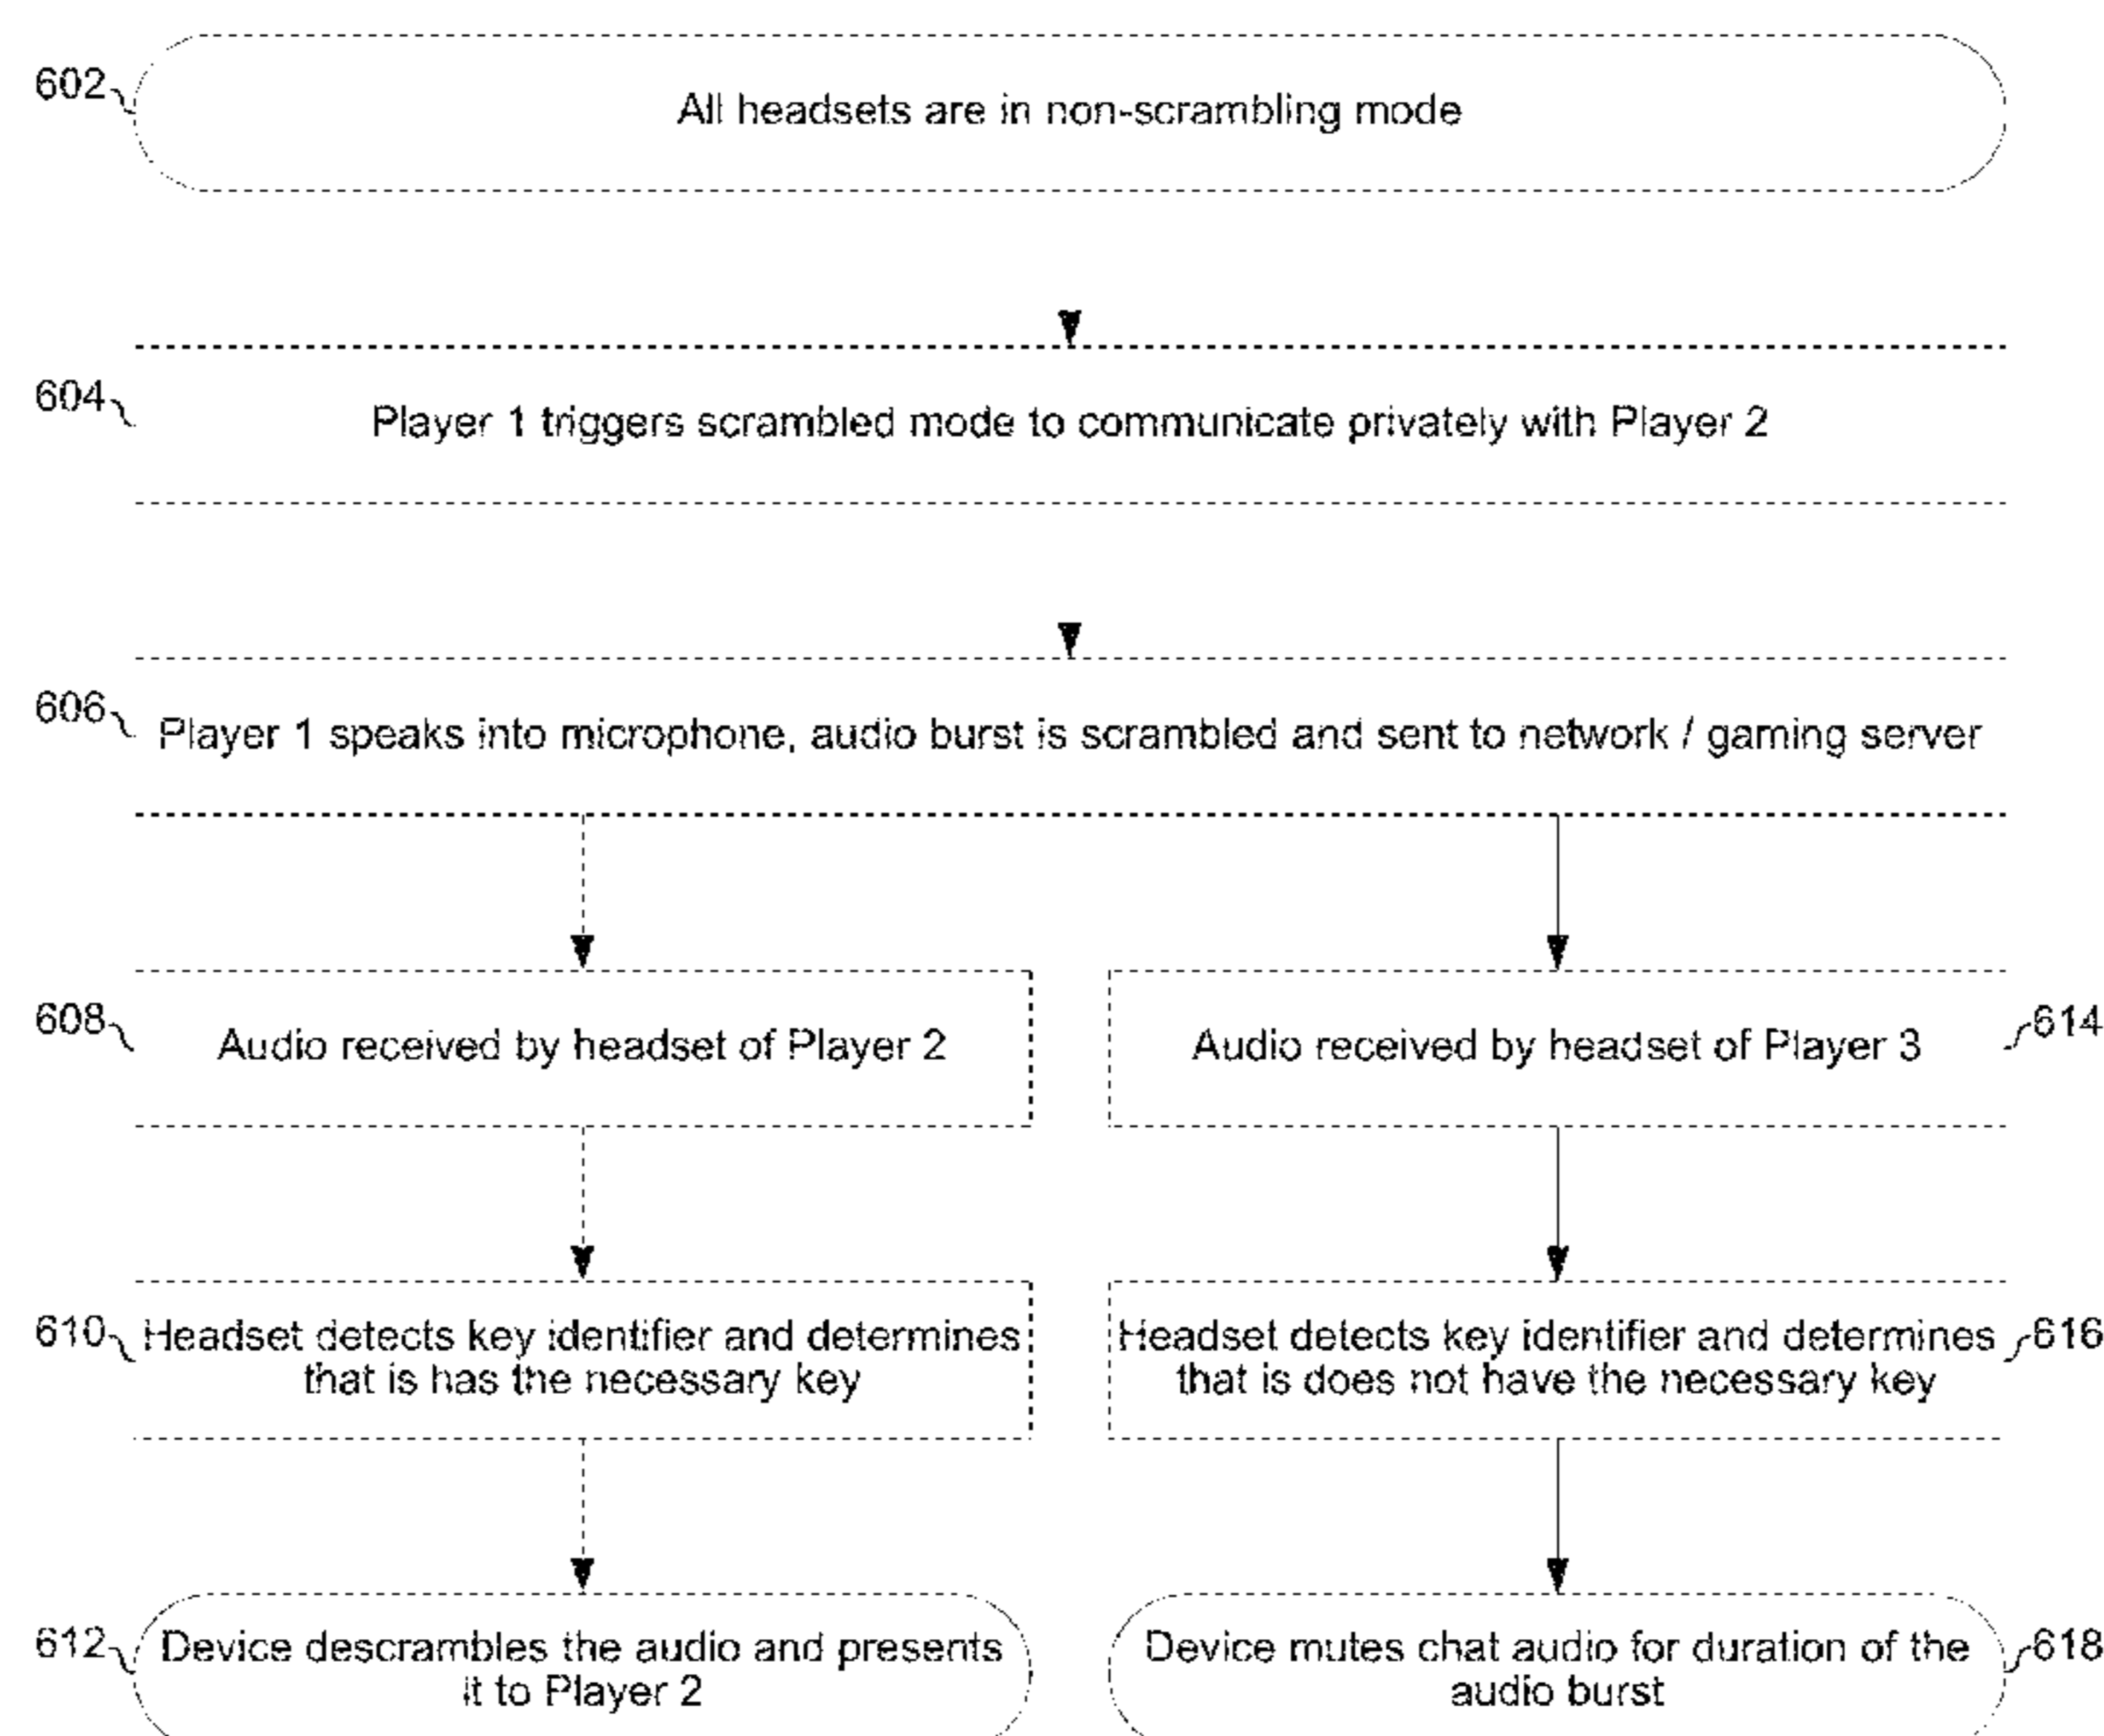 602
All headsets are in non-scrambling mode
604
Player 1 triggers scrambled mode to communicate privately with Player 2
606
Player 1 speaks into microphone, audio burst is scrambled and sent to network / gaming server
608
Audio received by headset of Player 2
Audio received by headset of Player 3
614
610
Headset detects key identifier and determines
that is has the necessary key
Headset detects key identifier and determines
that is does not have the necessary key
616
612
Device descrambles the audio and presents
it to Player 2
Device mutes chat audio for duration of the
audio burst
618